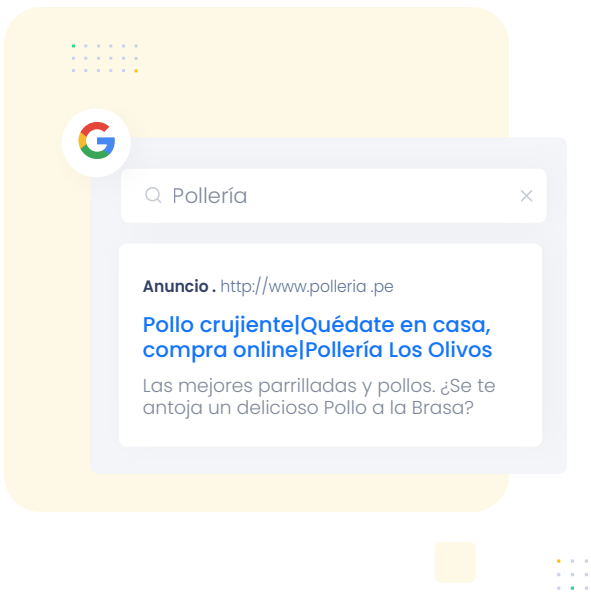 Pollería
Anuncio . http://www.polleria .pe
Pollo crujiente|Quédate en casa,
compra online|Pollería Los Olivos
Las mejores parrilladas y pollos. ¿Se te
antoja un delicioso Pollo a la Brasa?